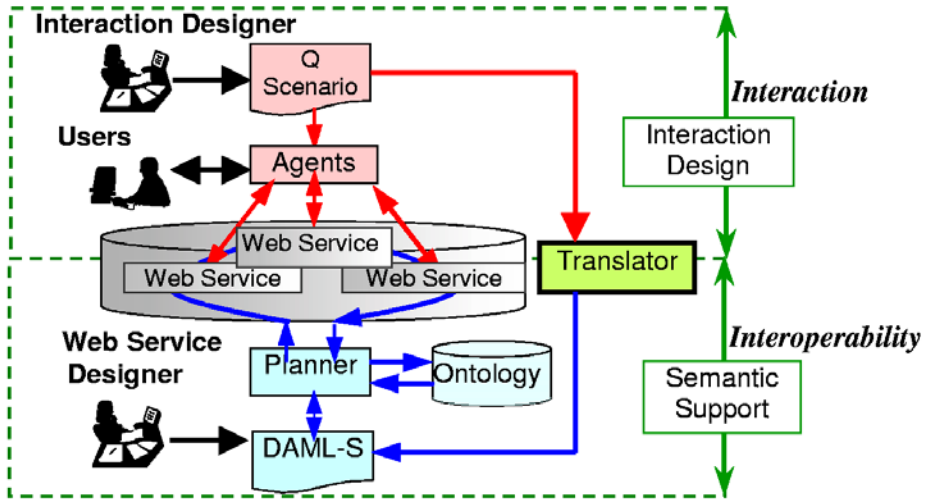 Interaction Designer
Q
Scenario
Interaction
Interaction
Design
Users
Agents
Web Service
Web Service
Web Service
Translator
Web Service
Designer
Planner
Ontology
Interoperability
Semantic
Support
DAML-S